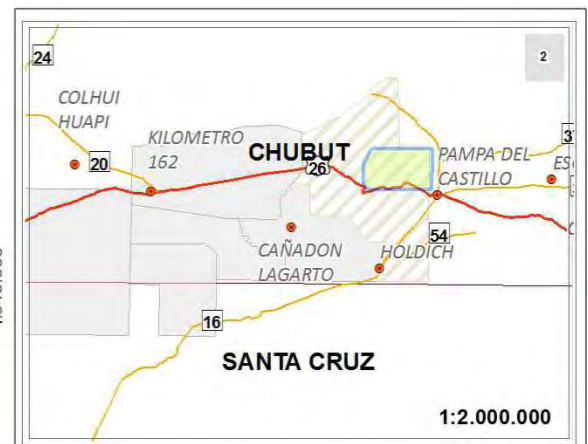 24
2
COLHUI
HUAPI
KILOMETRO
162
20
CHUBUT
26
PAMPA DEL
CASTILLO
CAÑADON
LAGARTO
HOLDICH
54
16
SANTA CRUZ
1:2.000.000